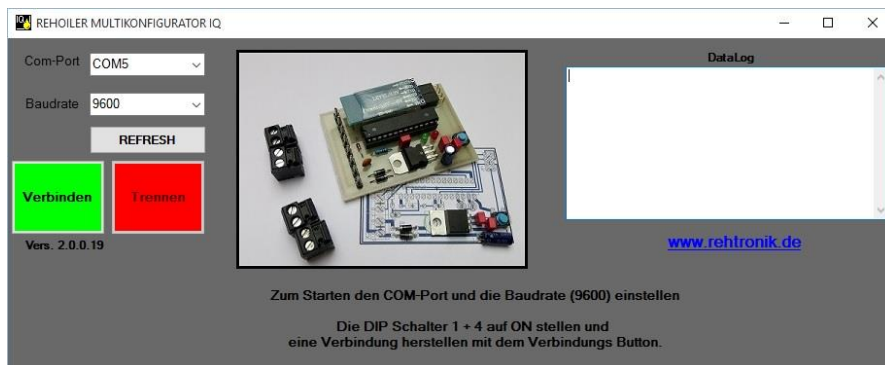 REHOILER MULTIKONFIGURATOR IQ
Com-Port COM5
Baudrate 9600
REFRESH
Verbinden Trennen
Vers. 2.0.0.19
DataLog
www.rehtronik.de
Zum Starten den COM-Port und die Baudrate (9600) einstellen
Die DIP Schalter 1 + 4 auf ON stellen und
eine Verbindung herstellen mit dem Verbindungs Button.